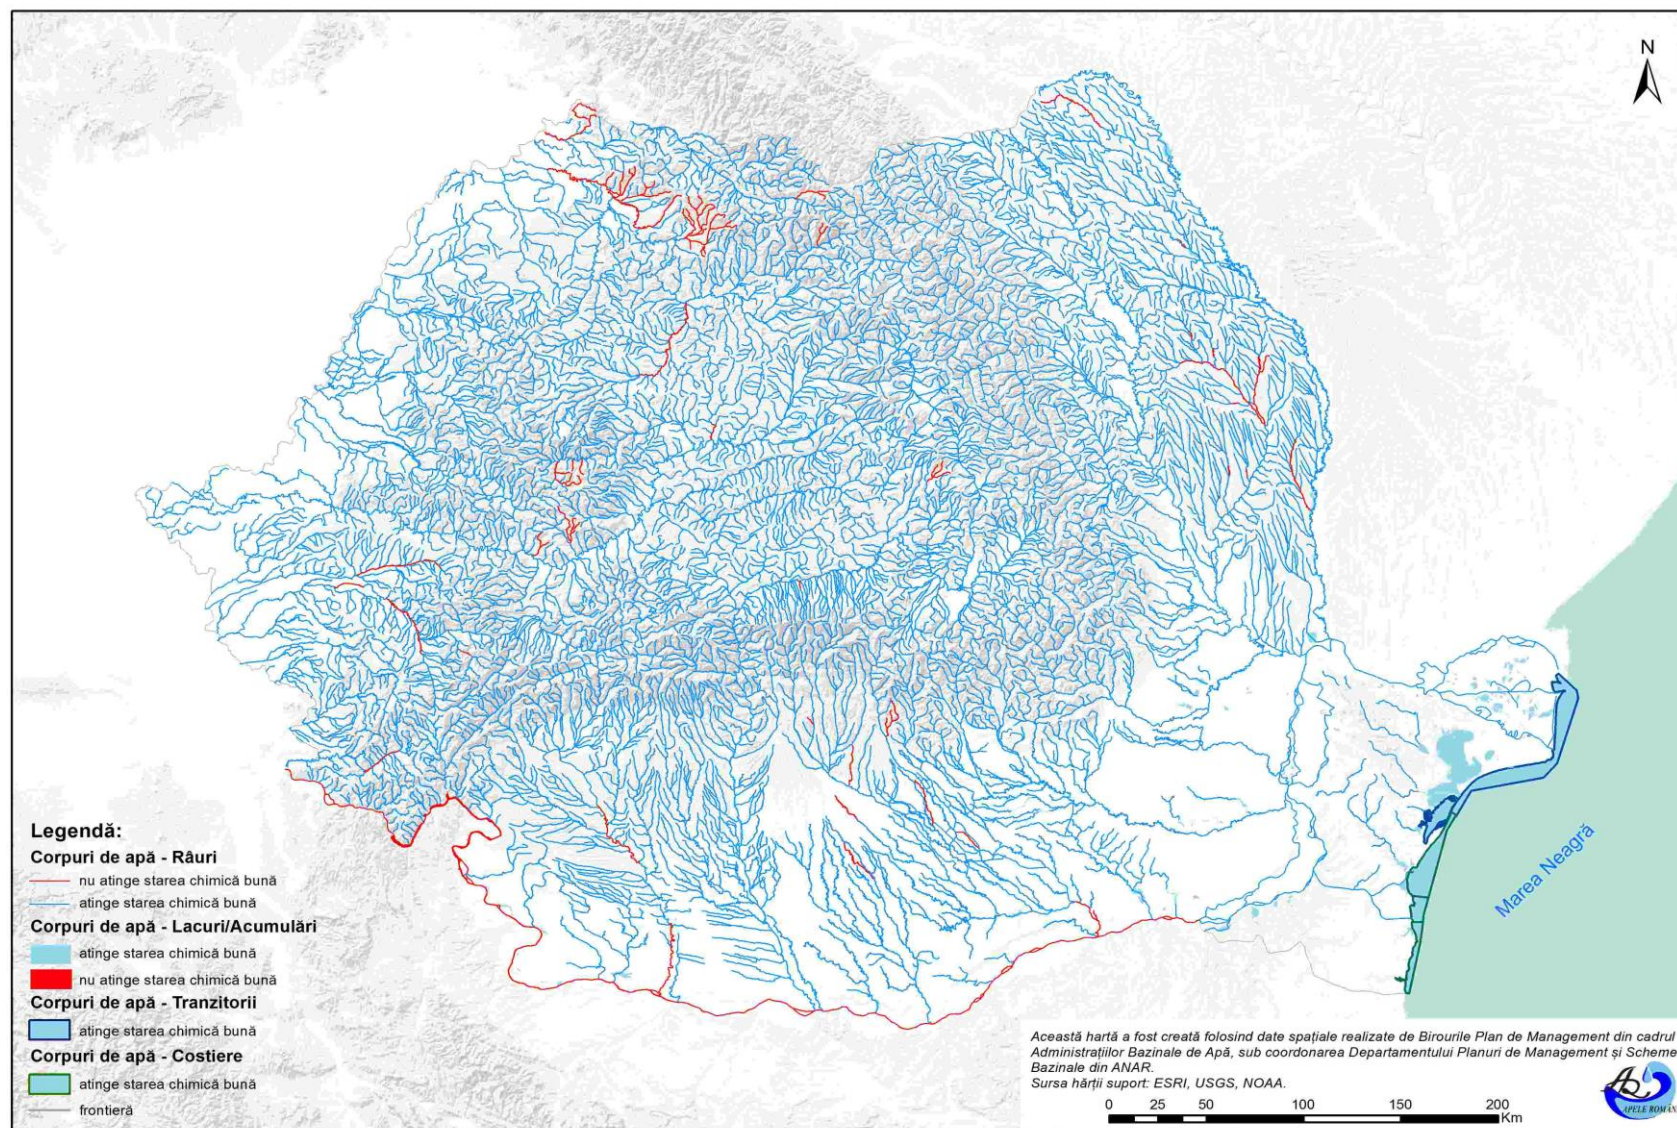 N
Marea Neagră
Legendă:
Corpuri de apă - Râuri
nu atinge starea chimică bună
atinge starea chimică bună
Corpuri de apă - Lacuri/Acumulări
atinge starea chimică bună
nu atinge starea chimică bună
Corpuri de apă - Tranzitorii
atinge starea chimică bună
Corpuri de apă - Costiere
atinge starea chimică bună
frontieră
Această hartă a fost creată folosind date spațiale realizate de Birourile Plan de Management din cadrul
Administrațiilor Bazinale de Apă, sub coordonarea Departamentului Planuri de Management și Scheme
Bazinale din ANAR.
Sursa hărții suport: ESRI, USGS, NOAA.
0 25 50 100 150 200
Km
APELE ROMÂN